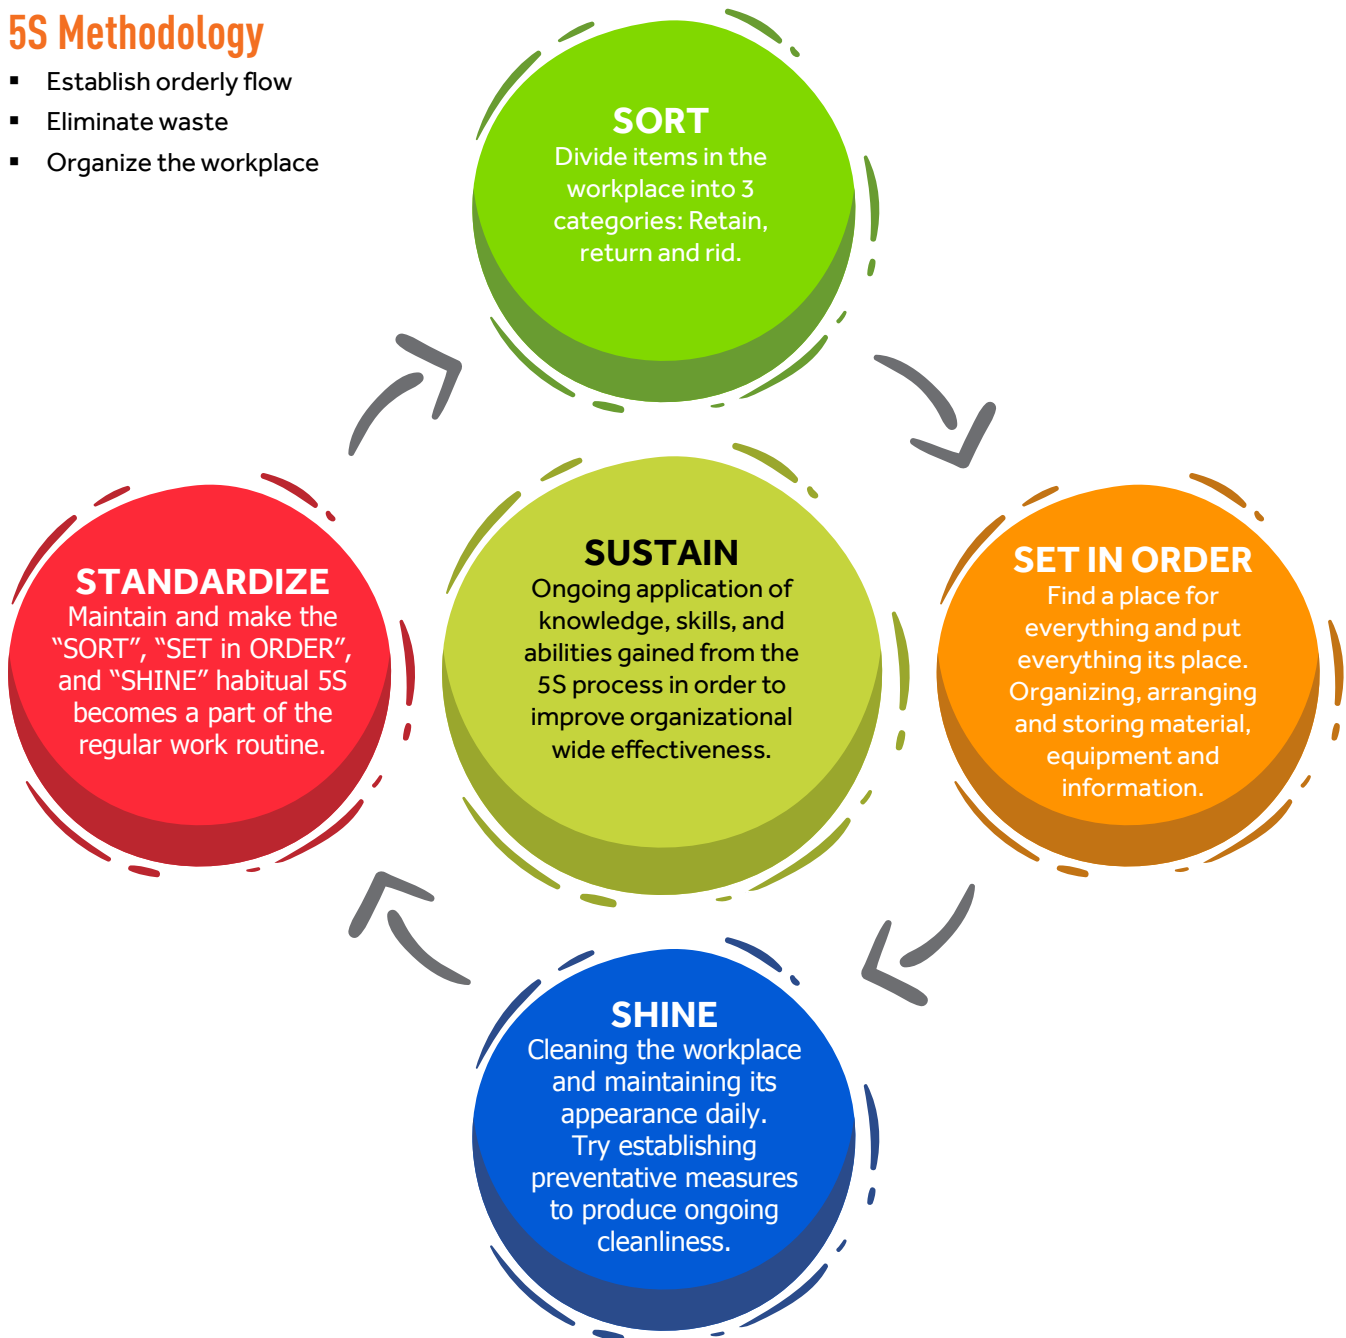 5S Methodology
▪ Establish orderly flow
▪ Eliminate waste
▪ Organize the workplace
SORT
Divide items in the
workplace into 3
categories: Retain,
return and rid.
STANDARDIZE
Maintain and make the
“SORT”, “SET in ORDER”,
and “SHINE” habitual 5S
becomes a part of the
regular work routine.
SUSTAIN
Ongoing application of
knowledge, skills, and
abilities gained from the
5S process in order to
improve organizational
wide effectiveness.
SET IN ORDER
Find a place for
everything and put
everything its place.
Organizing, arranging
and storing material,
equipment and
information.
SHINE
Cleaning the workplace
and maintaining its
appearance daily.
Try establishing
preventative measures
to produce ongoing
cleanliness.